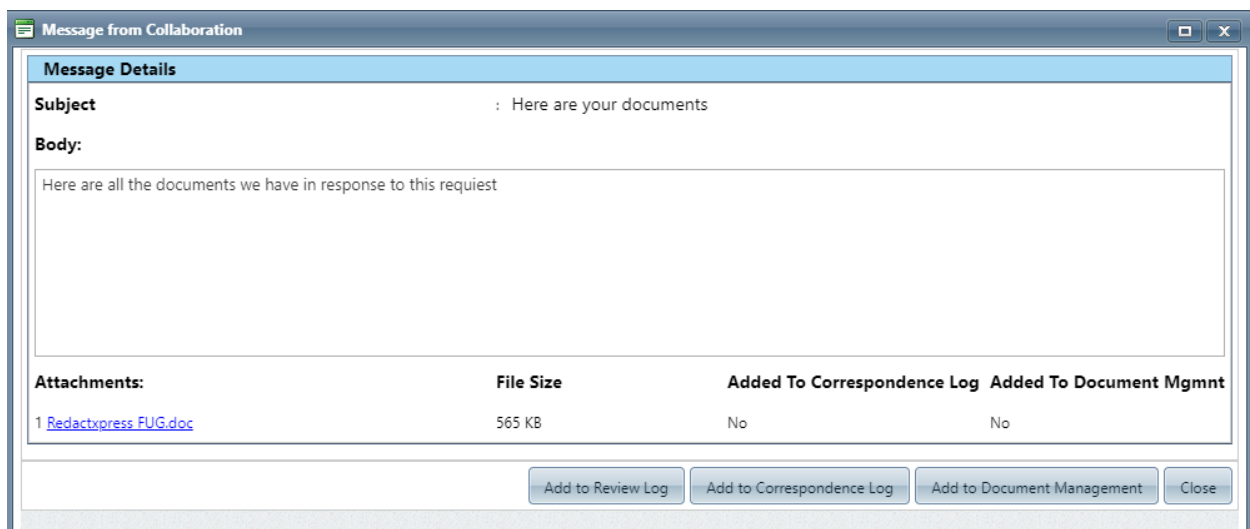 Message from Collaboration
Message Details
Subject : Here are your documents
Body:
Here are all the documents we have in response to this requiest
Attachments: File Size Added To Correspondence Log Added To Document Mgmnt
1 Redactxpress FUG.doc 565 KB No No
Add to Review Log Add to Correspondence Log Add to Document Management Close